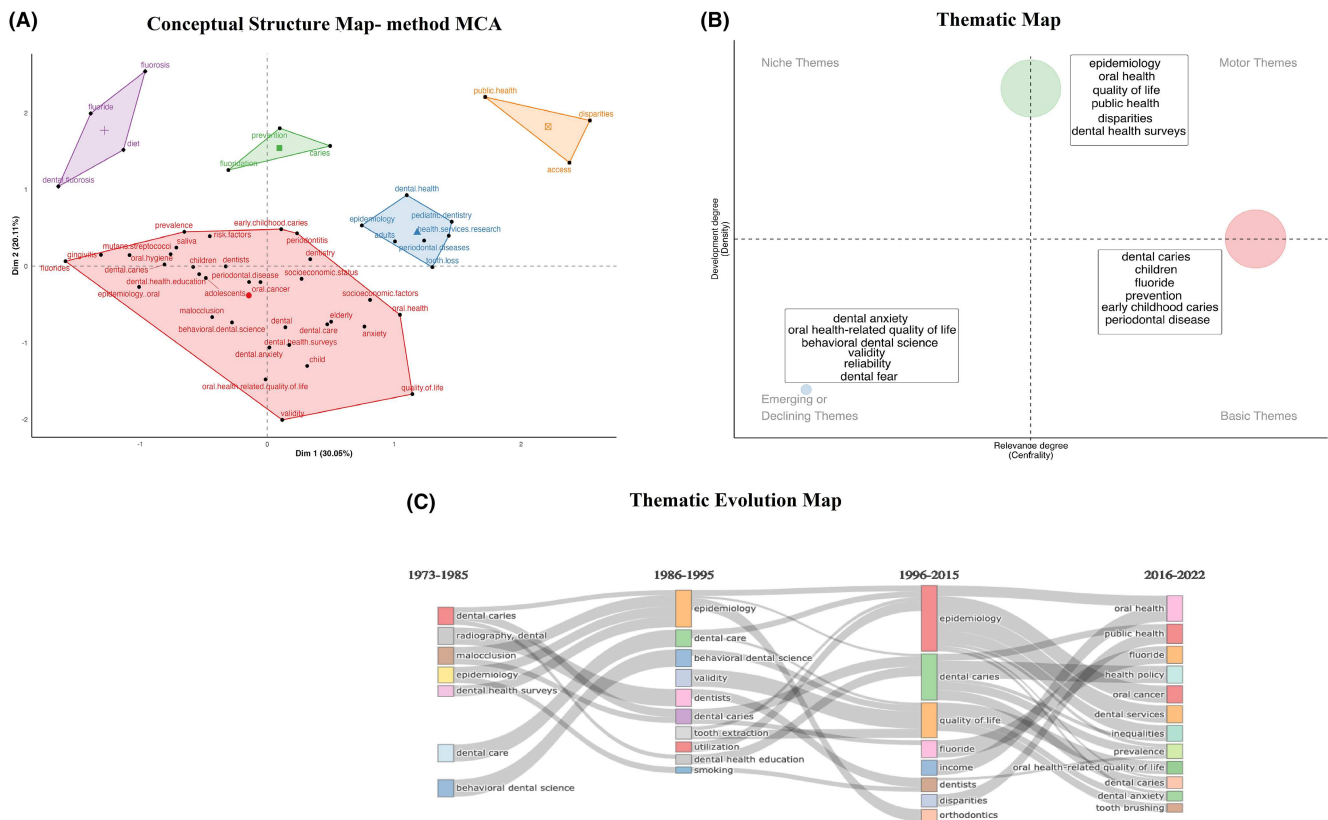 (A)
Conceptual Structure Map- method MCA
fluorosis
fluoride
diet
dental.fluorosis
prevention
caries
fluoridation
public.health
disparities
access
dental.health
epidemiology
pediatric.dentistry
health.services.research
adults
periodontal.diseases
tooth.loss
prevalence
early.childhood.caries
risk.factors
periodontitis
mutans.streptococci
saliva
gingivitis
oral.hygiene
dentistry
fluorides
dental.caries
children
dentists
socioeconomic.status
dental.health.education
periodontal.disease
oral.cancer
epidemiology..oral
adolescents
socioeconomic.factors
oral.health
malocclusion
elderly
behavioral.dental.science
dental
dental.care
anxiety
dental.health.surveys
dental.anxiety
child
oral.health.related.quality.of.life
quality.of.life
validity
2
1
0
-1
-2
-1
0
1
2
Dim 2 (20.11%)
Dim 1 (30.05%)
(B)
Thematic Map
Niche Themes
Motor Themes
epidemiology
oral health
quality of life
public health
disparities
dental health surveys
dental caries
children
fluoride
prevention
early childhood caries
periodontal disease
dental anxiety
oral health-related quality of life
behavioral dental science
validity
reliability
dental fear
Emerging or
Declining Themes
Basic Themes
Development degree
(Density)
Relevance degree
(Centrality)
(C)
Thematic Evolution Map
1973-1985
dental caries
radiography, dental
malocclusion
epidemiology
dental health surveys
dental care
behavioral dental science
1986-1995
epidemiology
dental care
behavioral dental science
validity
dentists
dental caries
tooth extraction
utilization
dental health education
smoking
1996-2015
epidemiology
dental caries
quality of life
fluoride
income
dentists
disparities
orthodontics
2016-2022
oral health
public health
fluoride
health policy
oral cancer
dental services
inequalities
prevalence
oral health-related quality of life
dental caries
dental anxiety
tooth brushing